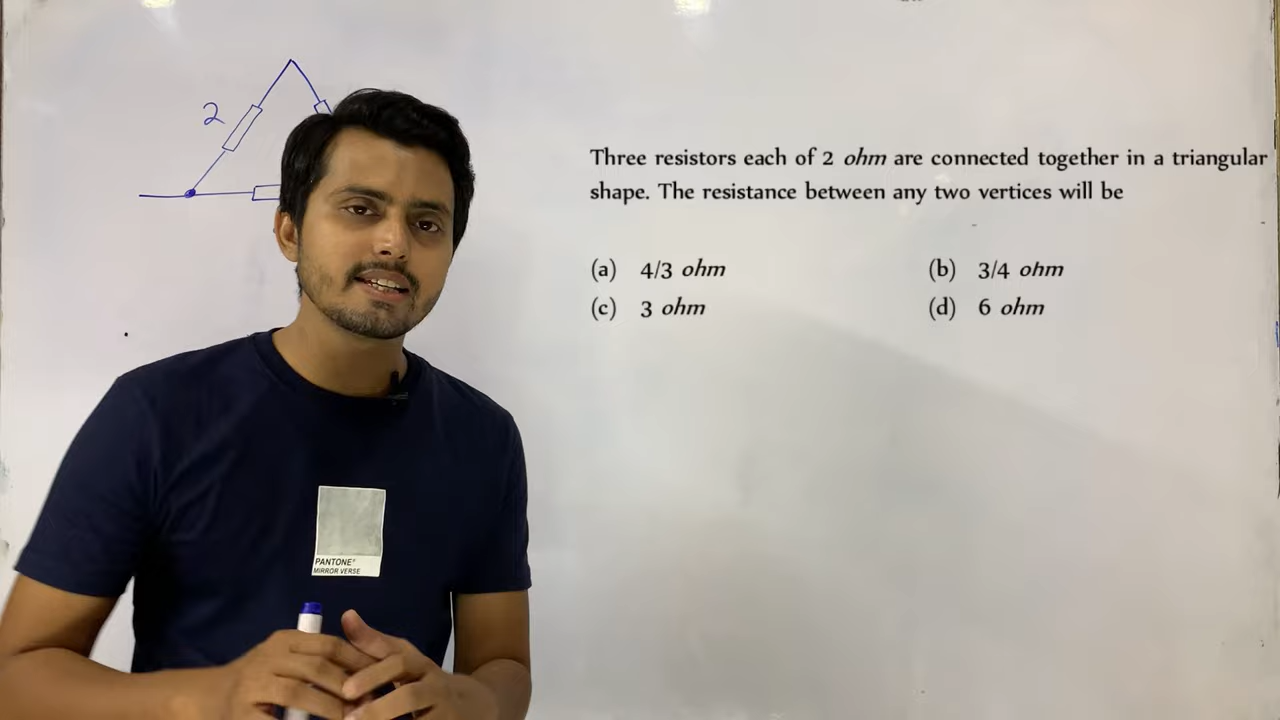 2
Three resistors each of 2 ohm are connected together in a triangular
shape. The resistance between any two vertices will be
(a) 4/3 ohm (b) 3/4 ohm
(c) 3 ohm (d) 6 ohm
PANTONE®
MIRROR VERSE